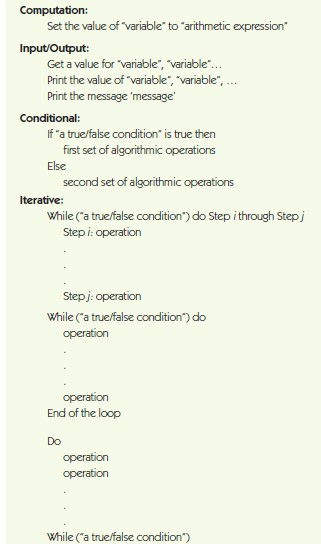 Computation:
Set the value of "variable" to "arithmetic expression"
Input/Output:
Get a value for "variable", "variable"...
Print the value of "variable", "variable", ...
Print the message 'message'
Conditional:
If "a true/false condition" is true then
first set of algorithmic operations
Else
second set of algorithmic operations
Iterative:
While ("a true/false condition") do Step i through Step j
Step i: operation
.
.
.
Step j: operation
While ("a true/false condition") do
operation
.
.
.
operation
End of the loop
Do
operation
operation
.
.
.
While ("a true/false condition")